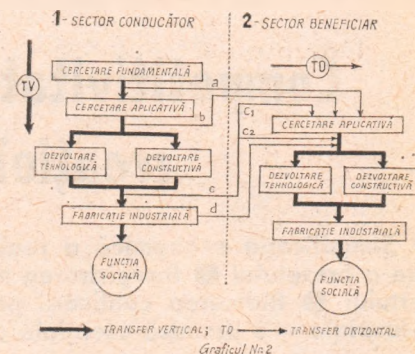 1-SECTOR CONDUCĂTOR
2-SECTOR BENEFICIAR
TV
TO
CERCETARE FUNDAMENTALĂ
a
CERCETARE APLICATIVĂ
b
C1
C2
CERCETARE APLICATIVĂ
DEZVOLTARE
TEHNOLOGICĂ
DEZVOLTARE
CONSTRUCTIVĂ
DEZVOLTARE
TEHNOLOGICĂ
DEZVOLTARE
CONSTRUCTIVĂ
c
FABRICAȚIE INDUSTRIALĂ
d
FABRICAȚIE INDUSTRIALĂ
FUNCȚIA
SOCIALĂ
FUNCȚIA
SOCIALĂ
TRANSFER VERTICAL; TO TRANSFER ORIZONTAL
Graficul Nr.2